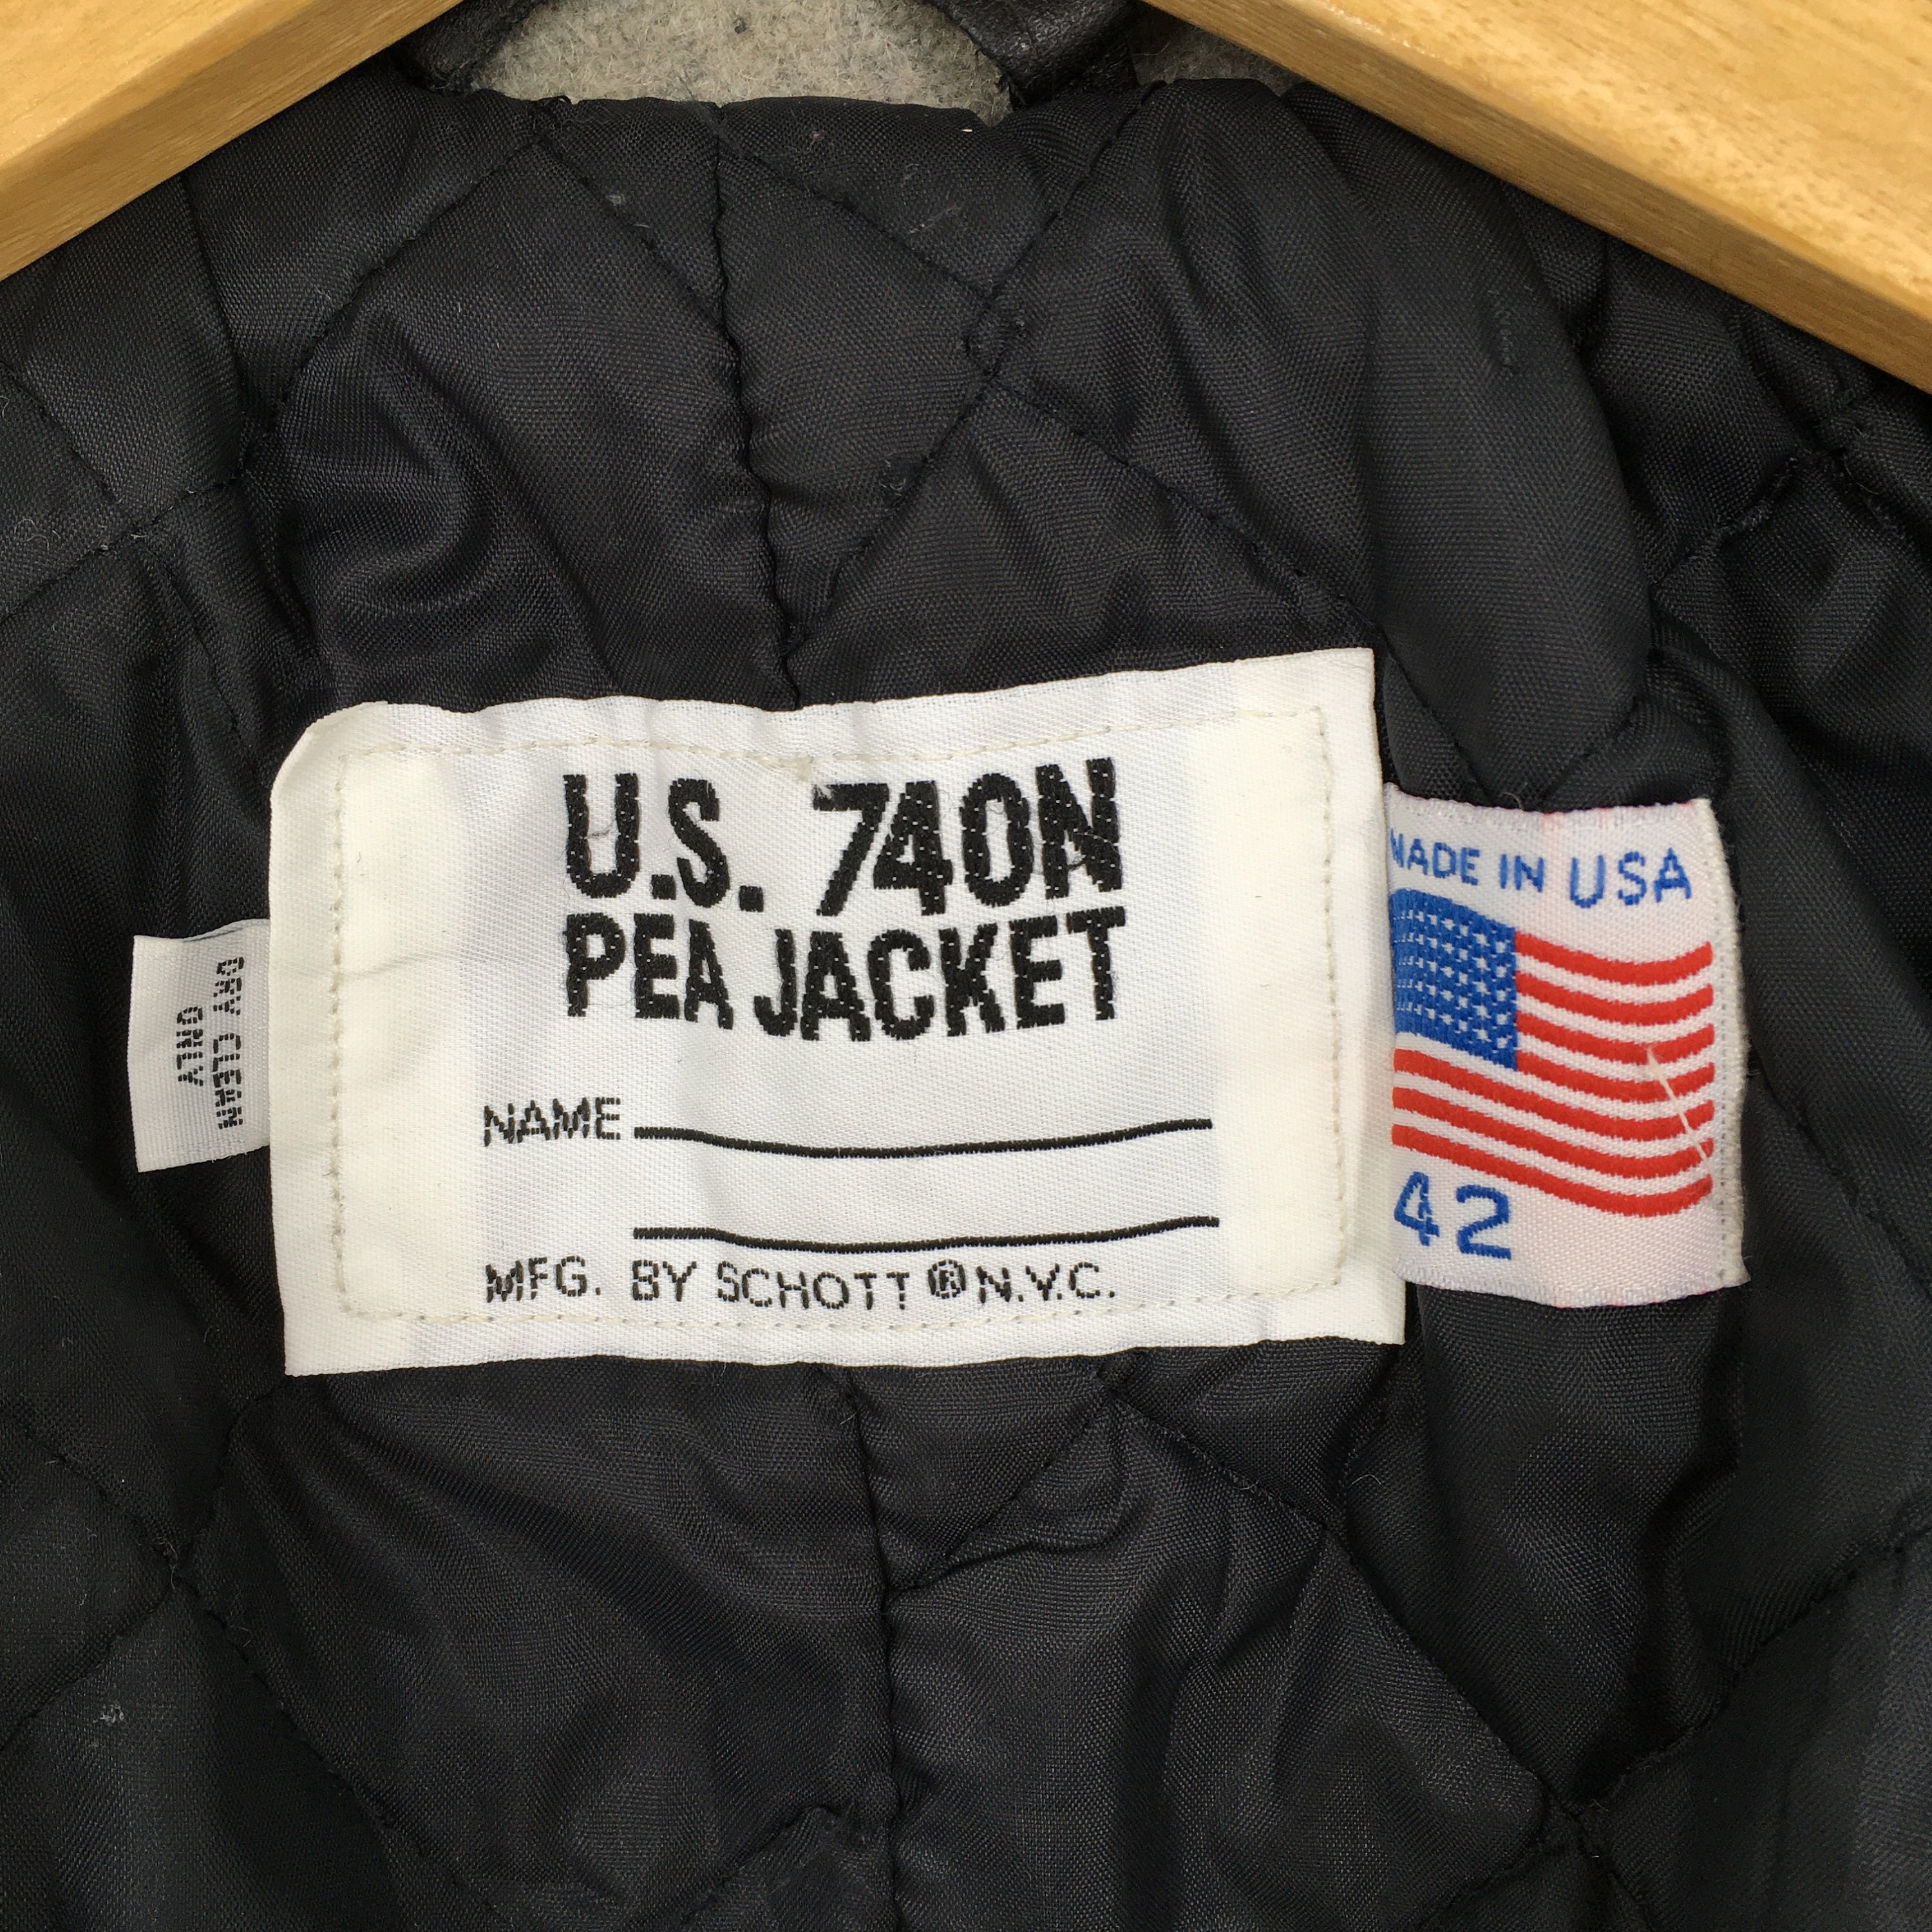 U.S. 740N
PEA JACKET
NAME
MFG. BY SCHOTT ® N.Y.C.
DRY CLEAN
ONLY
MADE IN USA
42